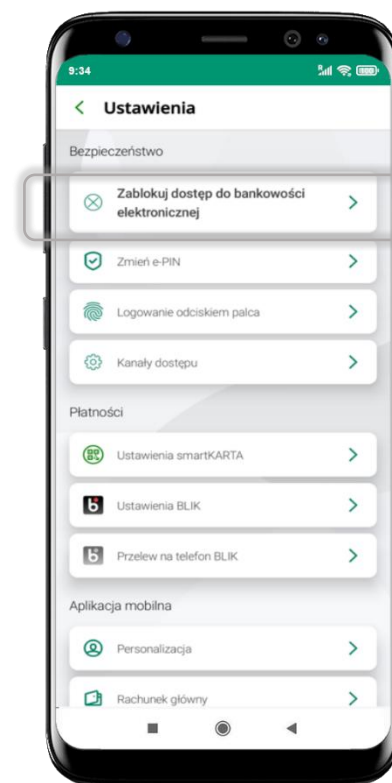 9:34
Ustawienia
Bezpieczeństwo
Zablokuj dostęp do bankowości
elektronicznej
Zmień e-PIN
Logowanie odciskiem palca
Kanały dostępu
Płatności
Ustawienia smartKARTA
Ustawienia BLIK
Przelew na telefon BLIK
Aplikacja mobilna
Personalizacja
Rachunek główny